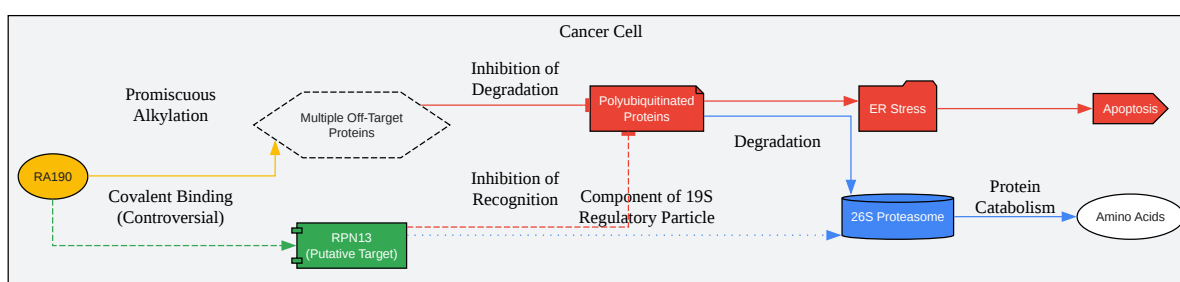 Cancer Cell
Inhibition of
Degradation
Promiscuous
Alkylation
Multiple Off-Target
Proteins
Polyubiquitinated
Proteins
ER Stress
Apoptosis
Degradation
RA190
Covalent Binding
(Controversial)
Inhibition of
Recognition
Component of 19S
Regulatory Particle
Protein
Catabolism
26S Proteasome
Amino Acids
RPN13
(Putative Target)